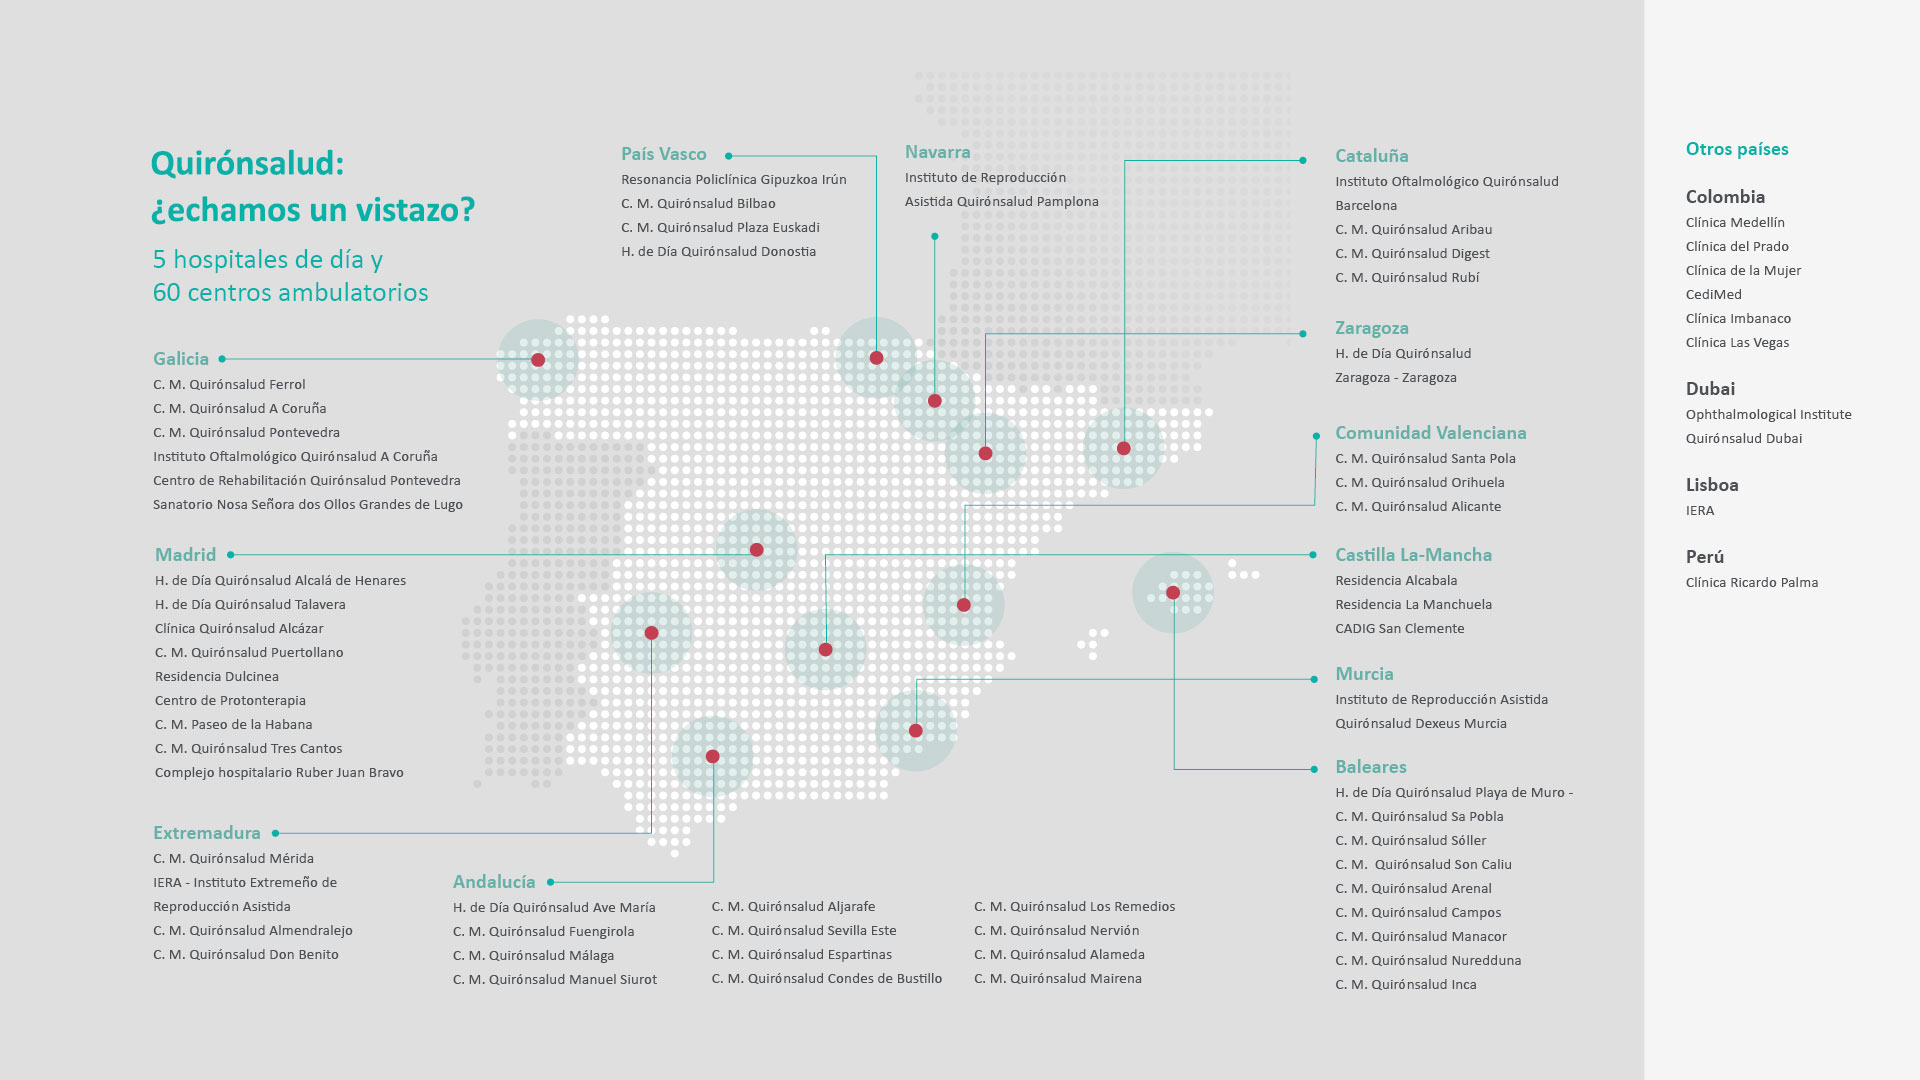 Quirónsalud:
¿echamos un vistazo?
5 hospitales de día y
60 centros ambulatorios
Galicia
C. M. Quirónsalud Ferrol
C. M. Quirónsalud A Coruña
C. M. Quirónsalud Pontevedra
Instituto Oftalmológico Quirónsalud A Coruña
Centro de Rehabilitación Quirónsalud Pontevedra
Sanatorio Nosa Señora dos Ollos Grandes de Lugo
Madrid
H. de Día Quirónsalud Alcalá de Henares
H. de Día Quirónsalud Talavera
Clínica Quirónsalud Alcázar
C. M. Quirónsalud Puertollano
Residencia Dulcinea
Centro de Protonterapia
C. M. Paseo de la Habana
C. M. Quirónsalud Tres Cantos
Complejo hospitalario Ruber Juan Bravo
Extremadura
C. M. Quirónsalud Mérida
IERA - Instituto Extremeño de
Reproducción Asistida
C. M. Quirónsalud Almendralejo
C. M. Quirónsalud Don Benito
País Vasco
Resonancia Policlínica Gipuzkoa Irún
C. M. Quirónsalud Bilbao
C. M. Quirónsalud Plaza Euskadi
H. de Día Quirónsalud Donostia
Navarra
Instituto de Reproducción
Asistida Quirónsalud Pamplona
Andalucía
H. de Día Quirónsalud Ave María
C. M. Quirónsalud Fuengirola
C. M. Quirónsalud Málaga
C. M. Quirónsalud Manuel Siurot
C. M. Quirónsalud Aljarafe
C. M. Quirónsalud Sevilla Este
C. M. Quirónsalud Espartinas
C. M. Quirónsalud Condes de Bustillo
C. M. Quirónsalud Los Remedios
C. M. Quirónsalud Nervión
C. M. Quirónsalud Alameda
C. M. Quirónsalud Mairena
Cataluña
Instituto Oftalmológico Quirónsalud
Barcelona
C. M. Quirónsalud Aribau
C. M. Quirónsalud Digest
C. M. Quirónsalud Rubí
Zaragoza
H. de Día Quirónsalud
Zaragoza - Zaragoza
Comunidad Valenciana
C. M. Quirónsalud Santa Pola
C. M. Quirónsalud Orihuela
C. M. Quirónsalud Alicante
Castilla La-Mancha
Residencia Alcabala
Residencia La Manchuela
CADIG San Clemente
Murcia
Instituto de Reproducción Asistida
Quirónsalud Dexeus Murcia
Baleares
H. de Día Quirónsalud Playa de Muro -
C. M. Quirónsalud Sa Pobla
C. M. Quirónsalud Sóller
C. M.  Quirónsalud Son Caliu
C. M. Quirónsalud Arenal
C. M. Quirónsalud Campos
C. M. Quirónsalud Manacor
C. M. Quirónsalud Nuredduna
C. M. Quirónsalud Inca
Otros países
Colombia
Clínica Medellín
Clínica del Prado
Clínica de la Mujer
CediMed
Clínica Imbanaco
Clínica Las Vegas
Dubai
Ophthalmological Institute
Quirónsalud Dubai
Lisboa
IERA
Perú
Clínica Ricardo Palma